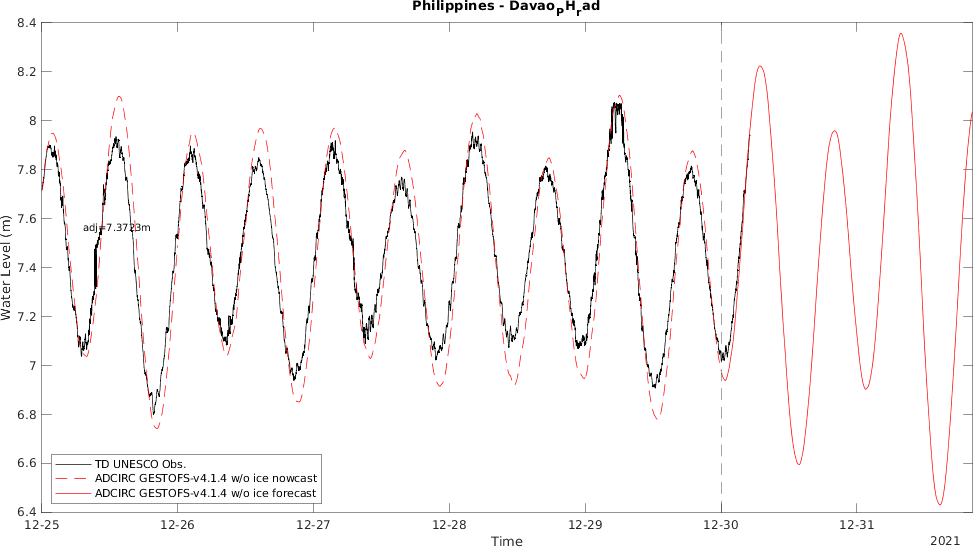 Philippines - DavaopHrad
8.4
8.2
8
7.8
7.6
7.4
7.2
7
6.8
6.6
6.4
Water Level (m)
adj=7.3723m
TD UNESCO Obs.
ADCIRC GESTOFS-v4.1.4 w/o ice nowcast
ADCIRC GESTOFS-v4.1.4 w/o ice forecast
12-25 12-26 12-27 12-28 12-29 12-30 12-31
Time
2021